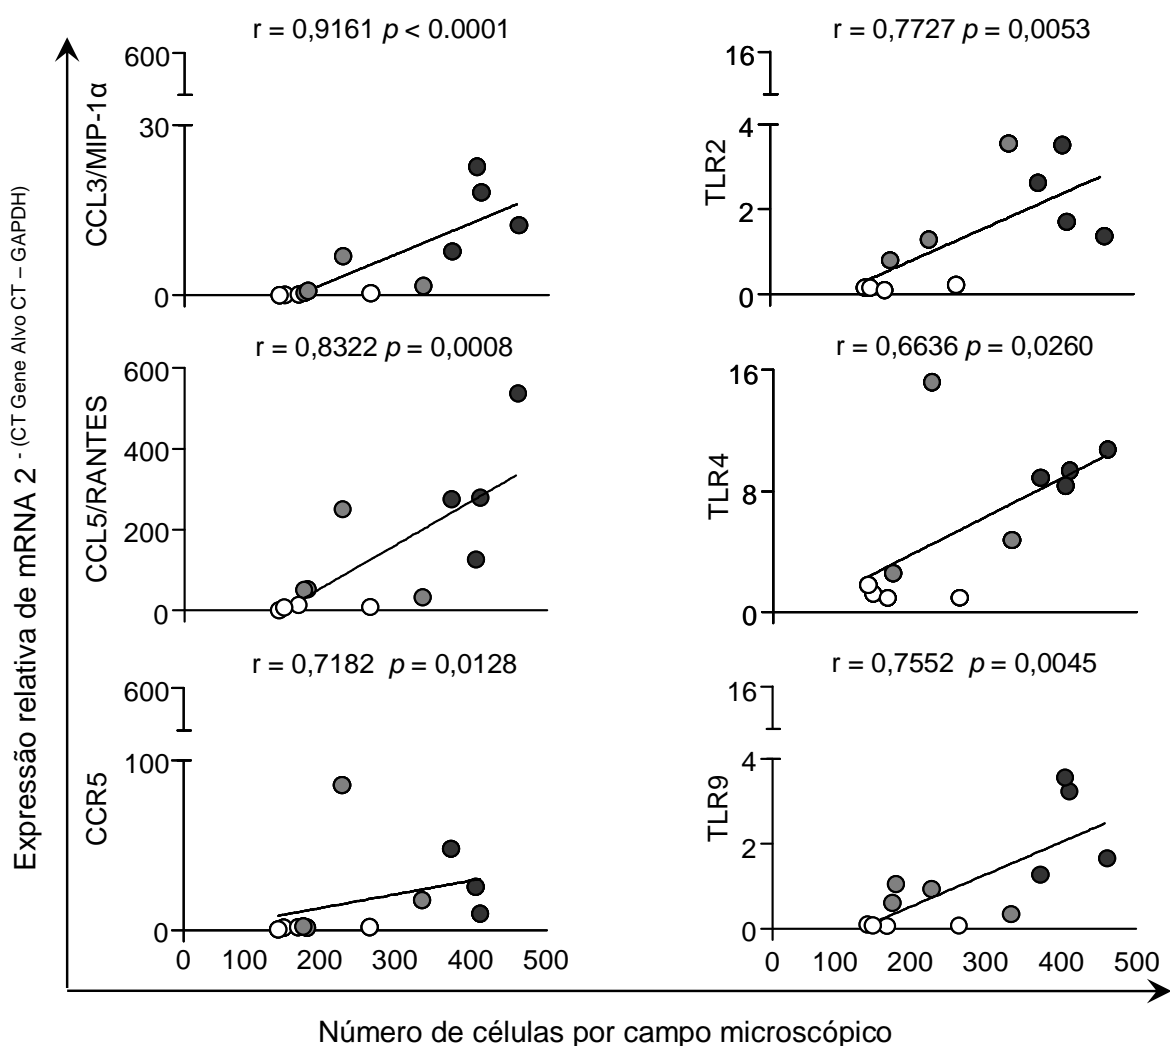 r = 0,9161 p < 0.0001
600
30
0
CCL3/MIP-1α
r = 0,7727 p = 0,0053
16
4
2
0
TLR2
r = 0,8322 p = 0,0008
600
400
200
0
CCL5/RANTES
r = 0,6636 p = 0,0260
16
8
0
TLR4
r = 0,7182 p = 0,0128
600
100
0
CCR5
0 100 200 300 400 500
r = 0,7552 p = 0,0045
16
4
2
0
TLR9
0 100 200 300 400 500
Expressão relativa de mRNA 2 - (CT Gene Alvo CT – GAPDH)
Número de células por campo microscópico